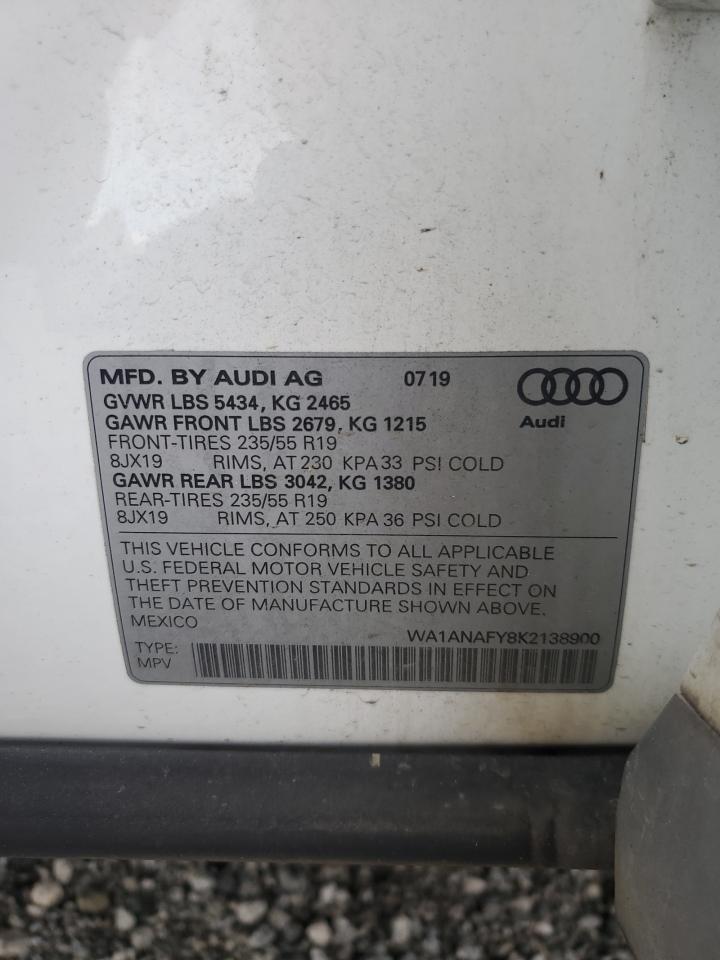 MFD. BY AUDI AG 0719
GVWR LBS 5434, KG 2465
GAWR FRONT LBS 2679, KG 1215
Audi
FRONT-TIRES 235/55 R19
8JX19 RIMS, AT 230 KPA 33 PSI COLD
GAWR REAR LBS 3042, KG 1380
REAR-TIRES 235/55 R19
8JX19 RIMS, AT 250 KPA 36 PSI COLD
THIS VEHICLE CONFORMS TO ALL APPLICABLE
U.S. FEDERAL MOTOR VEHICLE SAFETY AND
THEFT PREVENTION STANDARDS IN EFFECT ON
THE DATE OF MANUFACTURE SHOWN ABOVE.
MEXICO
WA1ANAFY8K2138900
TYPE:
MPV